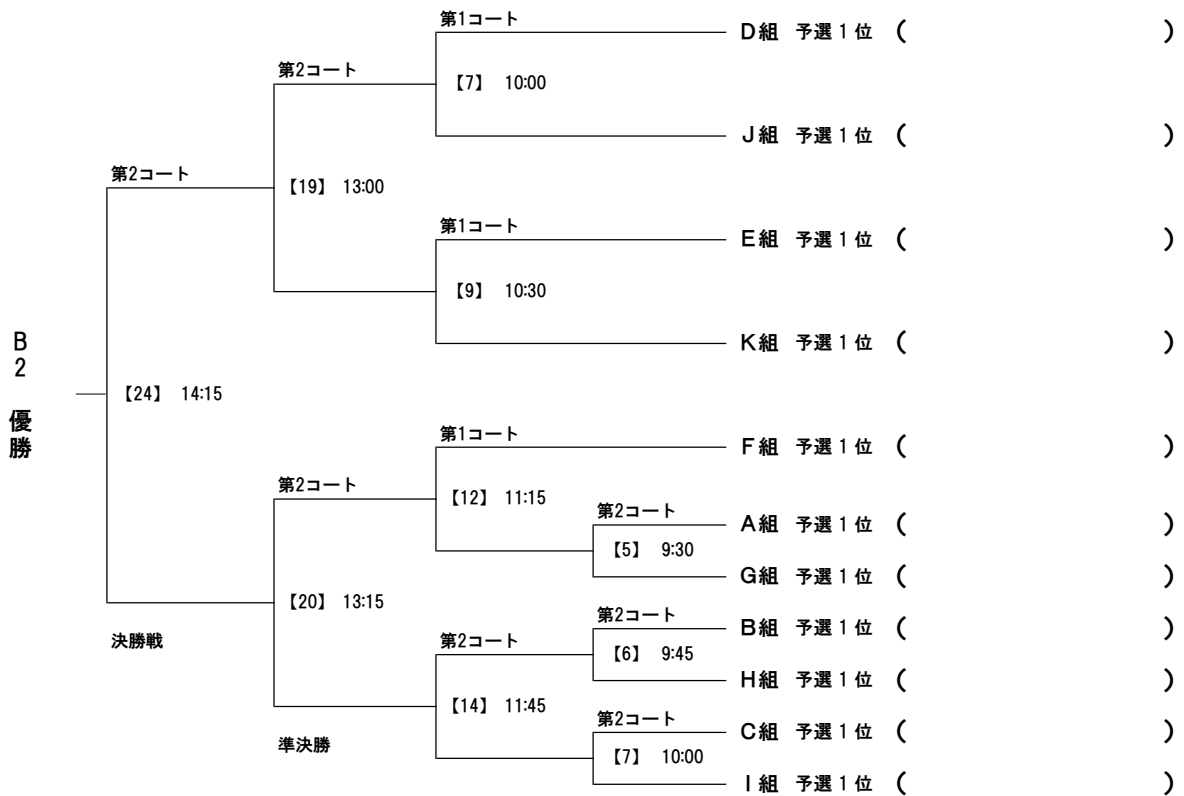 第1コート
D組 予選1位 ( )
第2コート
【7】 10:00
J組 予選1位 ( )
第2コート
【19】 13:00
第1コート
E組 予選1位 ( )
【9】 10:30
B2 優勝
K組 予選1位 ( )
【24】 14:15
第1コート
F組 予選1位 ( )
第2コート
【12】 11:15
第2コート
A組 予選1位 ( )
【5】 9:30
G組 予選1位 ( )
【20】 13:15
第2コート
B組 予選1位 ( )
決勝戦
第2コート
【6】 9:45
H組 予選1位 ( )
【14】 11:45
第2コート
C組 予選1位 ( )
準決勝
【7】 10:00
I組 予選1位 ( )